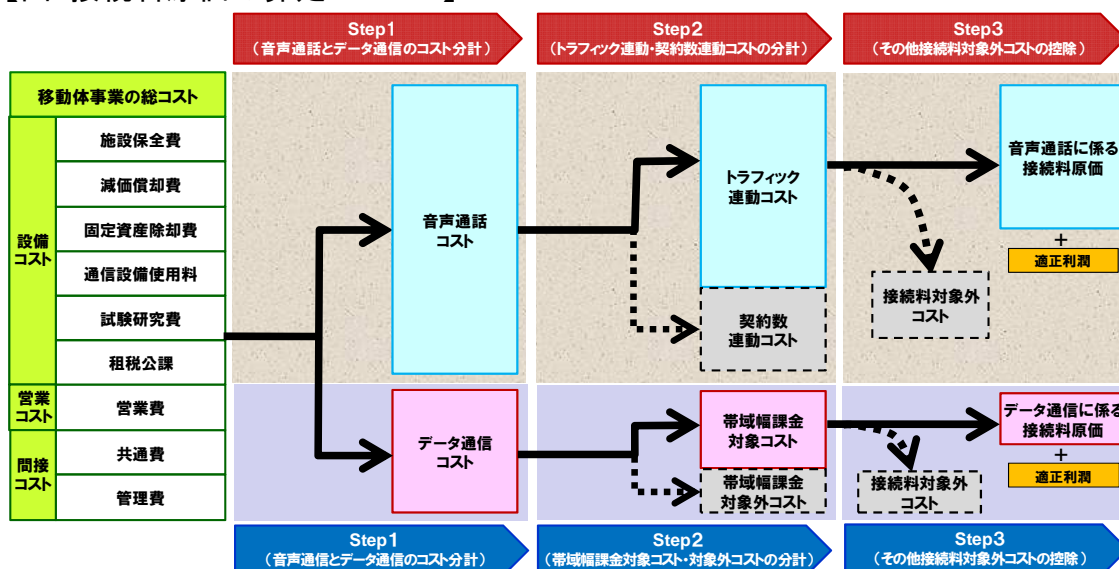 Step1
(音声通話とデータ通信のコスト分計)
Step2
(トラフィック連動・契約数連動コストの分計)
Step3
(その他接続料対象外コストの控除)
移動体事業の総コスト
設備
コスト
施設保全費
減価償却費
固定資産除却費
通信設備使用料
試験研究費
租税公課
営業
コスト
営業費
間接
コスト
共通費
管理費
音声通話
コスト
トラフィック
連動コスト
契約数
連動コスト
音声通話に係る
接続料原価
+
適正利潤
接続料対象外
コスト
データ通信
コスト
帯域幅課金
対象コスト
帯域幅課金
対象外コスト
データ通信に係る
接続料原価
+
適正利潤
接続料対象外
コスト
Step1
(音声通信とデータ通信のコスト分計)
Step2
(帯域幅課金対象コスト・対象外コストの分計)
Step3
(その他接続料対象外コストの控除)